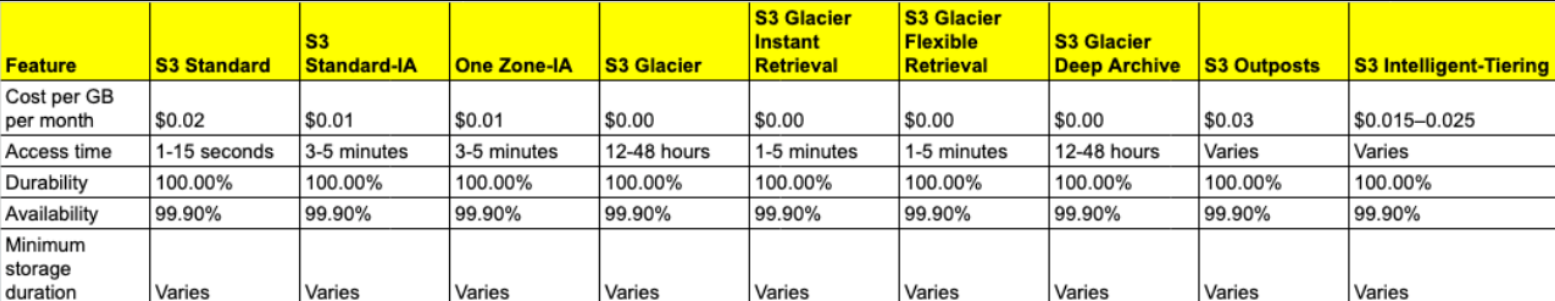 Feature S3 Standard S3 Standard-IA One Zone-IA S3 Glacier S3 Glacier Instant Retrieval S3 Glacier Flexible Retrieval S3 Glacier Deep Archive S3 Outposts S3 Intelligent-Tiering
Cost per GB per month $0.02 $0.01 $0.01 $0.00 $0.00 $0.00 $0.00 $0.03 $0.015–0.025
Access time 1-15 seconds 3-5 minutes 3-5 minutes 12-48 hours 1-5 minutes 1-5 minutes 12-48 hours Varies Varies
Durability 100.00% 100.00% 100.00% 100.00% 100.00% 100.00% 100.00% 100.00% 100.00%
Availability 99.90% 99.90% 99.90% 99.90% 99.90% 99.90% 99.90% 99.90% 99.90%
Minimum storage duration Varies Varies Varies Varies Varies Varies Varies Varies Varies